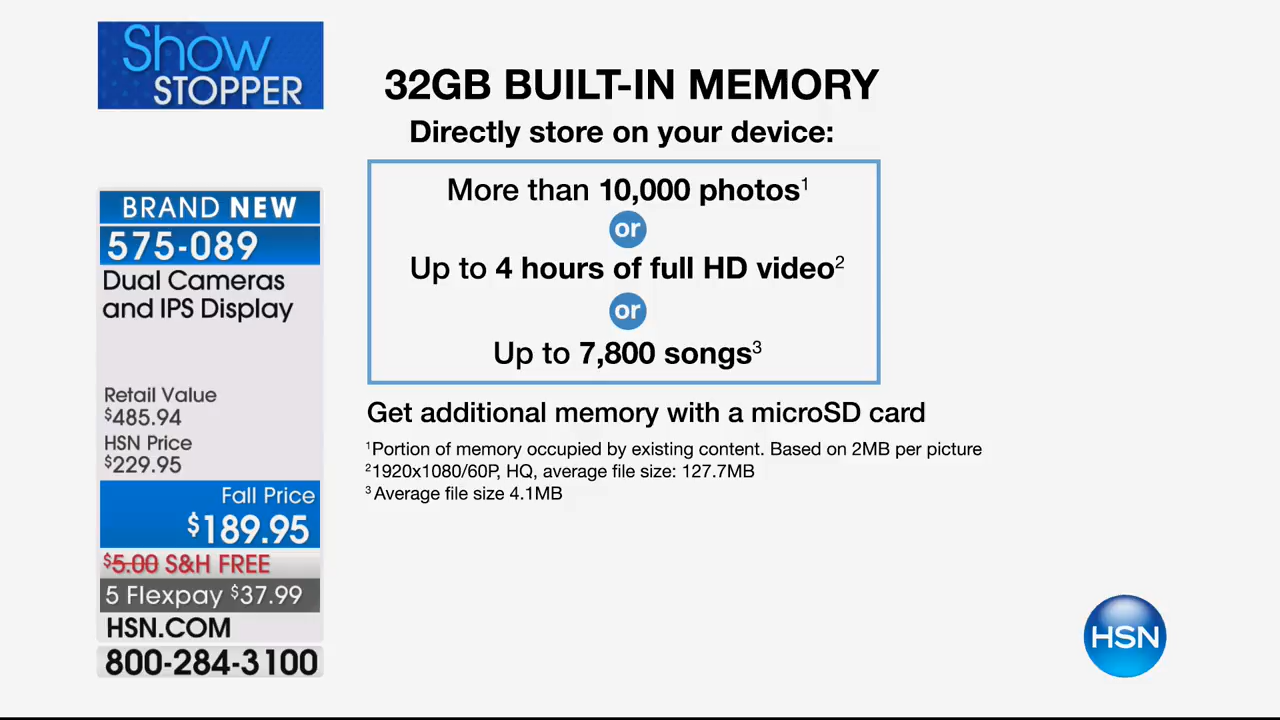 Show
STOPPER
BRAND NEW
575-089
Dual Cameras
and IPS Display
Retail Value
$485.94
HSN Price
$229.95
Fall Price
$189.95
$5.00 S&H FREE
5 Flexpay $37.99
HSN.COM
800-284-3100
32GB BUILT-IN MEMORY
Directly store on your device:
More than 10,000 photos1
or
Up to 4 hours of full HD video2
or
Up to 7,800 songs3
Get additional memory with a microSD card
1Portion of memory occupied by existing content. Based on 2MB per picture
21920x1080/60P, HQ, average file size: 127.7MB
3 Average file size 4.1MB
HSN